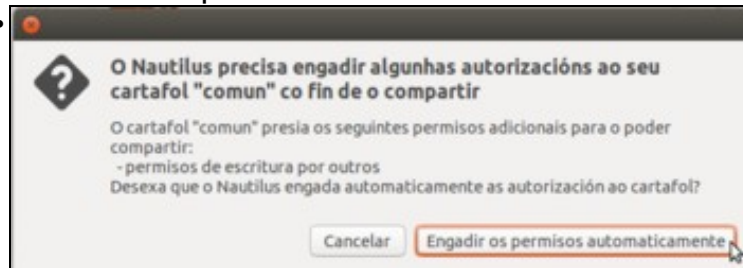 O Nautilus precisa engadir algunhas autorizacións ao seu
cartafol "comun" co fin de o compartir
O cartafol "comun" presia os seguintes permisos adicionais para o poder
compartir:
- permisos de escritura por outros
Desexa que o Nautilus engada automaticamente as autorización ao cartafol?
Cancelar Engadir os permisos automaticamente